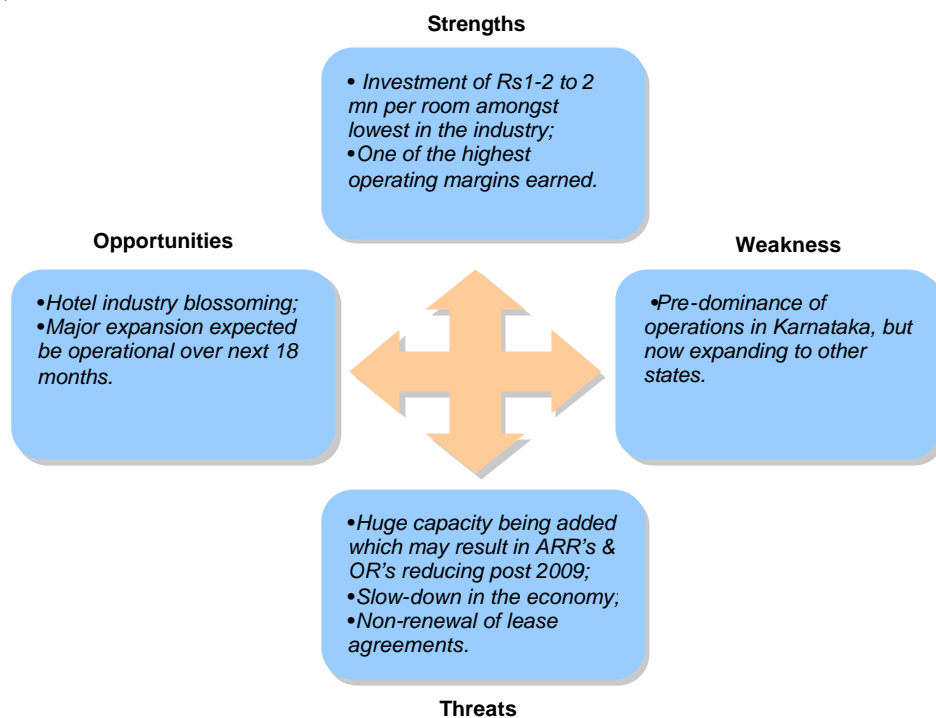 Strengths
• Investment of Rs1-2 to 2
mn per room amongst
lowest in the industry;
•One of the highest
operating margins earned.
Opportunities
•Hotel industry blossoming;
•Major expansion expected
be operational over next 18
months.
Weakness
•Pre-dominance of
operations in Karnataka, but
now expanding to other
states.
•Huge capacity being added
which may result in ARR's &
OR's reducing post 2009;
•Slow-down in the economy;
•Non-renewal of lease
agreements.
Threats